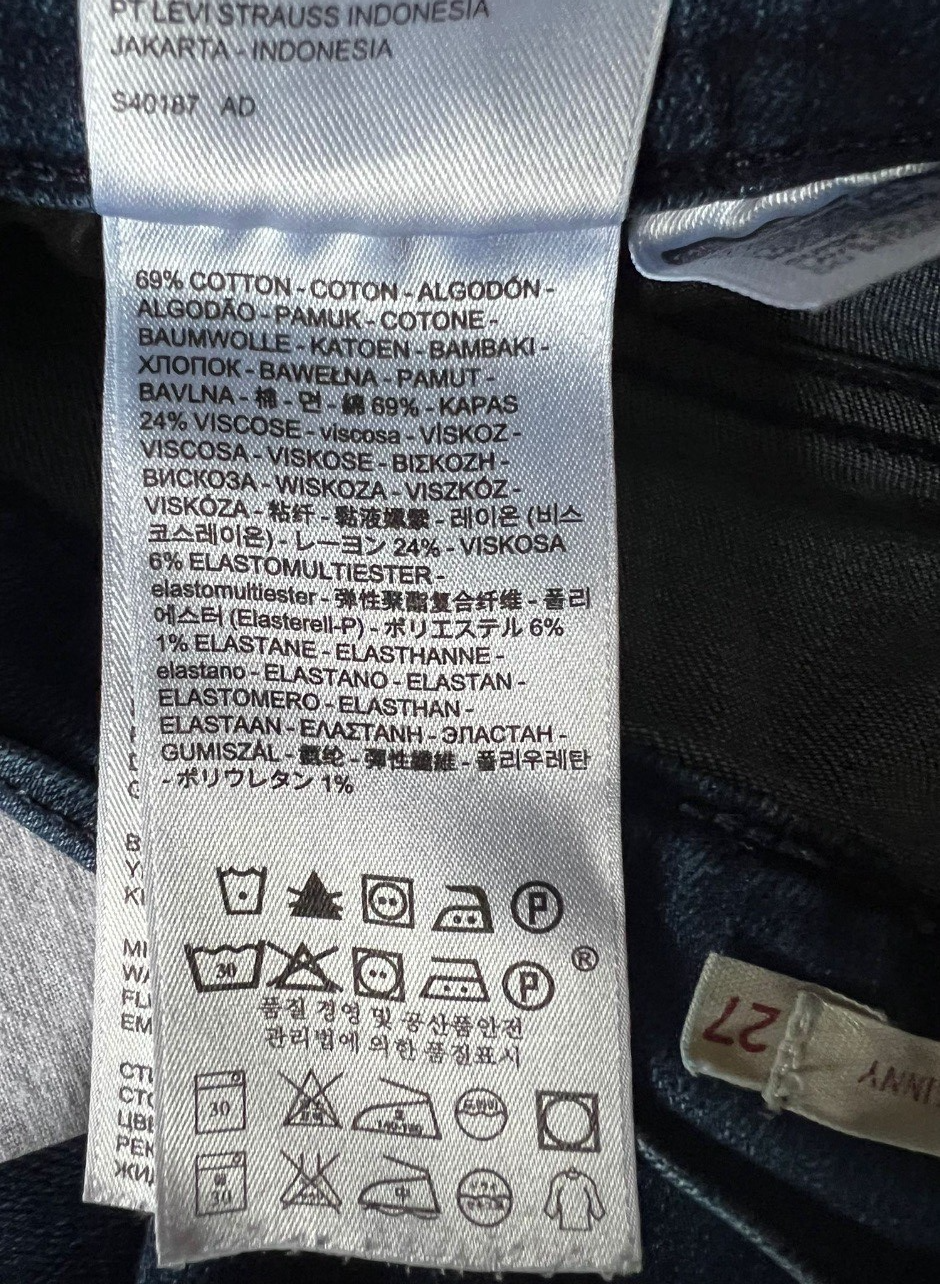 PT LEVI STRAUSS INDONESIA
JAKARTA - INDONESIA
S40187 AD
69% COTTON - COTON - ALGODÓN -
ALGODÃO - PAMUK - COTONE -
BAUMWOLLE - KATOEN - BAMBAKI -
ХЛОПОК - BAWEŁNA - PAMUT -
BAVLNA - 棉 - 면 - 綿 69% - KAPAS
24% VISCOSE - viscosa - VİSKOZ -
VISCOSA - VISKOSE - ΒΙΣΚΟΖΗ -
ВИСКОЗА - WISKOZA - VISZKÓZ -
VISKÓZA - 粘纤 - 黏液嫘縈 - 레이온 (비스
코스레이온) - レーヨン 24% - VISKOSA
6% ELASTOMULTIESTER -
elastomultiester - 弹性聚酯复合纤维 - 폴리
에스터 (Elasterell-P) - ポリエステル 6%
1% ELASTANE - ELASTHANNE -
elastano - ELASTANO - ELASTAN -
ELASTOMERO - ELASTHAN -
ELASTAAN - ΕΛΑΣΤΑΝΗ - ЭЛАСТАН -
GUMISZÁL - 氨纶 - 彈性纖維 - 폴리우레탄
- ポリウレタン 1%
P
30 P ®
품질 경영 및 공산품안전
관리법에 의한 품질표시
30
30 中
27